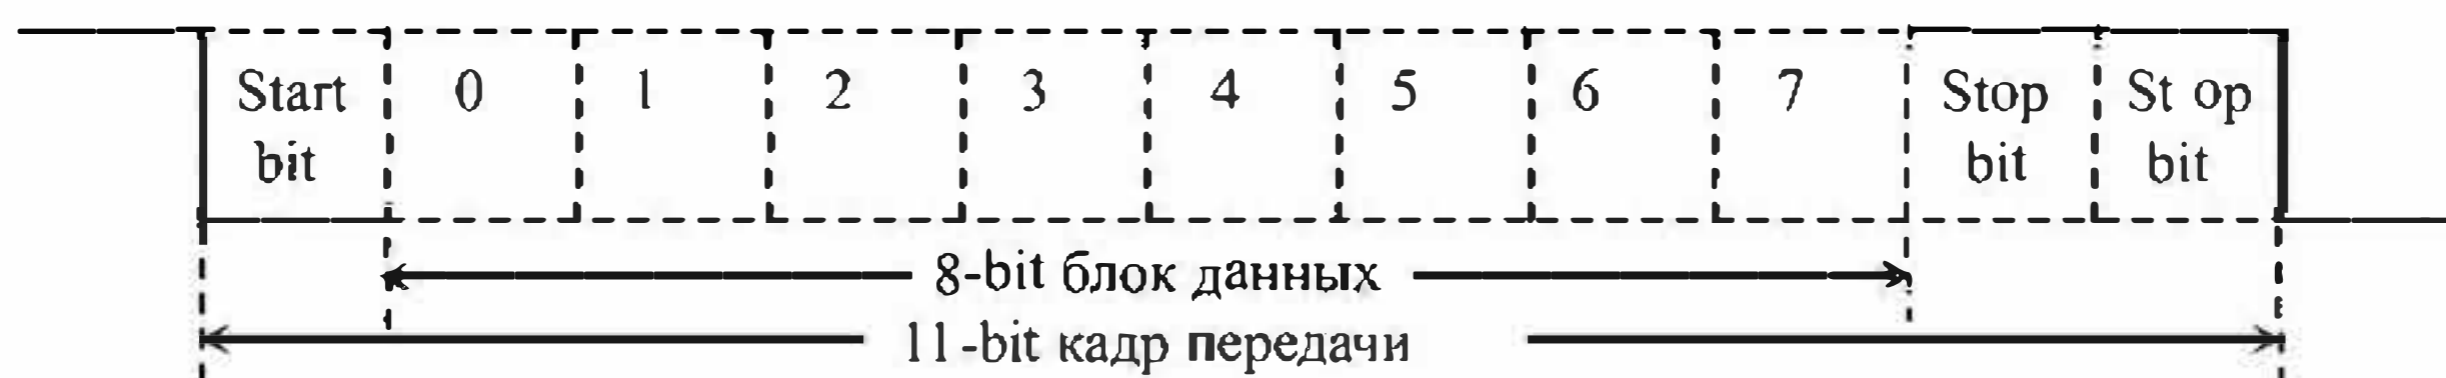 Start 0 1 2 3 4 5 6 7 Stop St op
bit bit bit
8-bit блок данных
11-bit кадр передачи